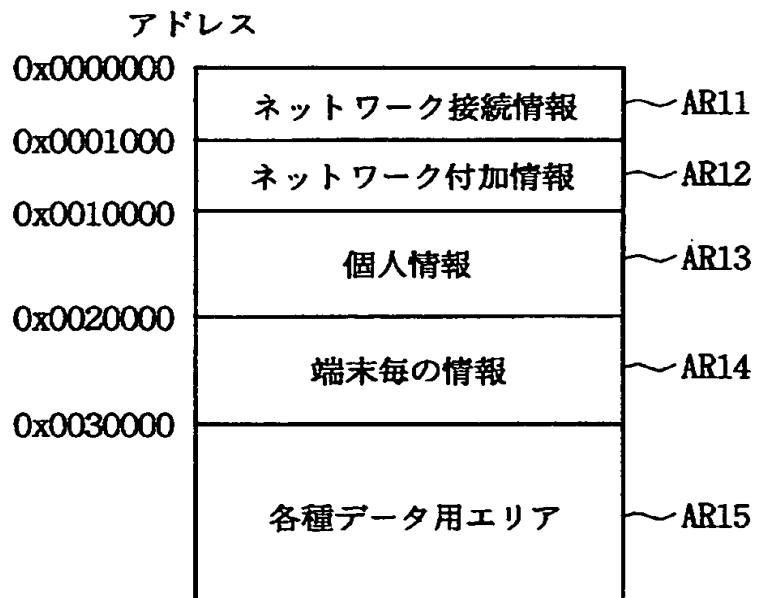 アドレス
0x0000000
ネットワーク接続情報 AR11
0x0001000
ネットワーク付加情報 AR12
0x0010000
個人情報 AR13
0x0020000
端末毎の情報 AR14
0x0030000
各種データ用エリア AR15